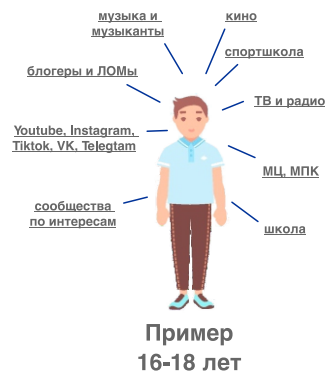 музыка и
музыканты
кино
спортшкола
блогеры и ЛОМы
ТВ и радио
Youtube, Instagram,
Tiktok, VK, Telegtam
МЦ, МПК
сообщества
по интересам
школа
Пример
16-18 лет